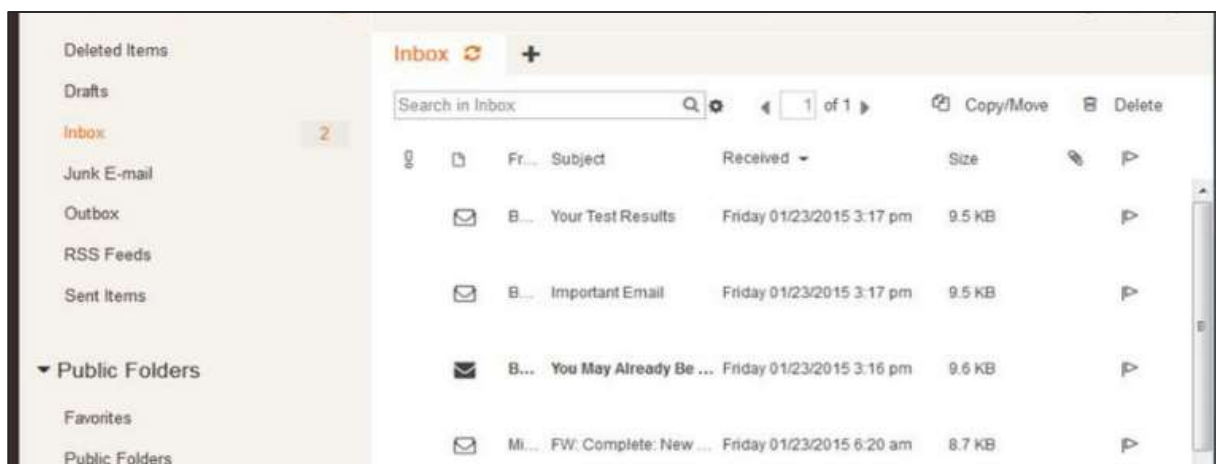 Deleted Items
Drafts
Inbox 2
Junk E-mail
Outbox
RSS Feeds
Sent Items
Public Folders
Favorites
Public Folders
Inbox +
Search in Inbox 1 of 1 Copy/Move Delete
Fr... Subject Received Size
B... Your Test Results Friday 01/23/2015 3:17 pm 9.5 KB
B... Important Email Friday 01/23/2015 3:17 pm 9.5 KB
B... You May Already Be ... Friday 01/23/2015 3:16 pm 9.6 KB
Mi... FW: Complete: New ... Friday 01/23/2015 6:20 am 8.7 KB